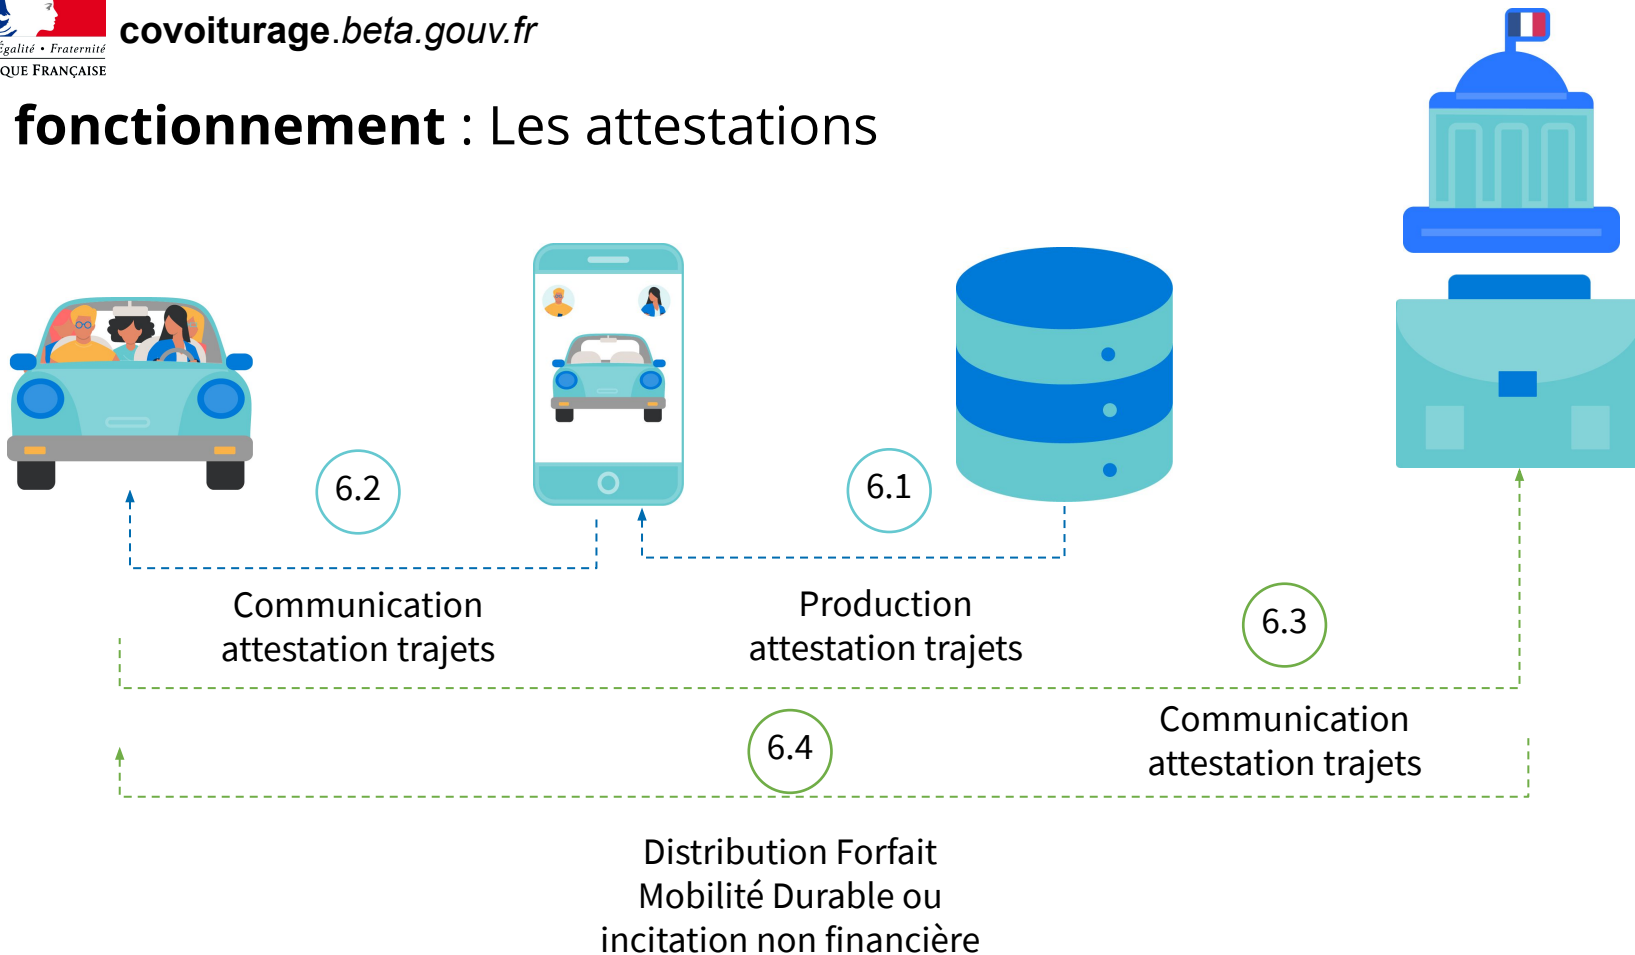 covoiturage.beta.gouv.fr
galité • Fraternité
QUE FRANÇAISE
fonctionnement : Les attestations
6.2
6.1
Communication
attestation trajets
Production
attestation trajets
6.3
Communication
attestation trajets
6.4
Distribution Forfait
Mobilité Durable ou
incitation non financière